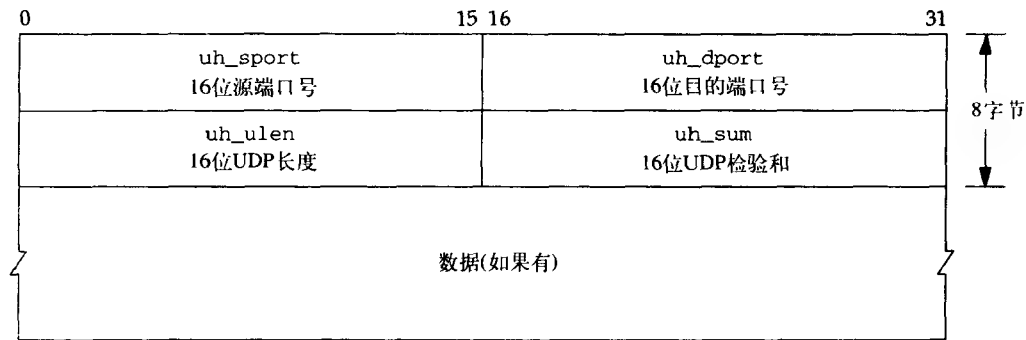 0 15 16 31
uh_sport
16位源端口号
uh_dport
16位目的端口号
8字节
uh_ulen
16位UDP长度
uh_sum
16位UDP检验和
数据(如果有)